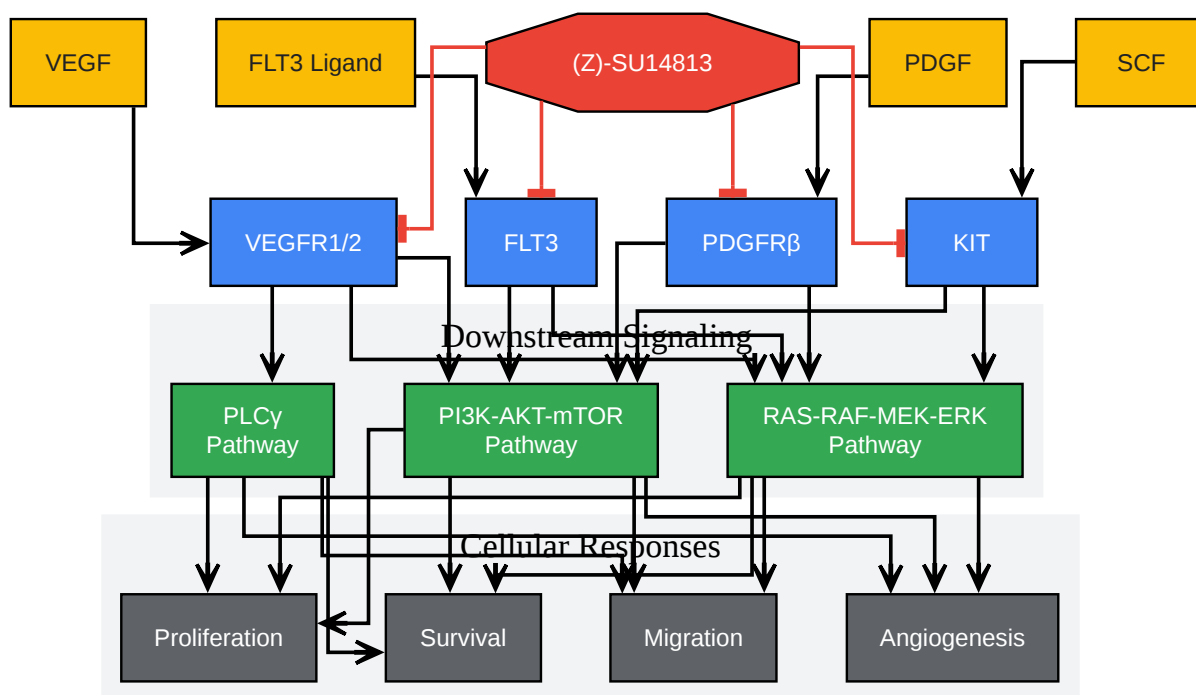 VEGF
FLT3 Ligand
(Z)-SU14813
PDGF
SCF
VEGFR1/2
FLT3
PDGFRβ
KIT
Downstream Signaling
PLCγ
Pathway
PI3K-AKT-mTOR
Pathway
RAS-RAF-MEK-ERK
Pathway
Cellular Responses
Proliferation
Survival
Migration
Angiogenesis